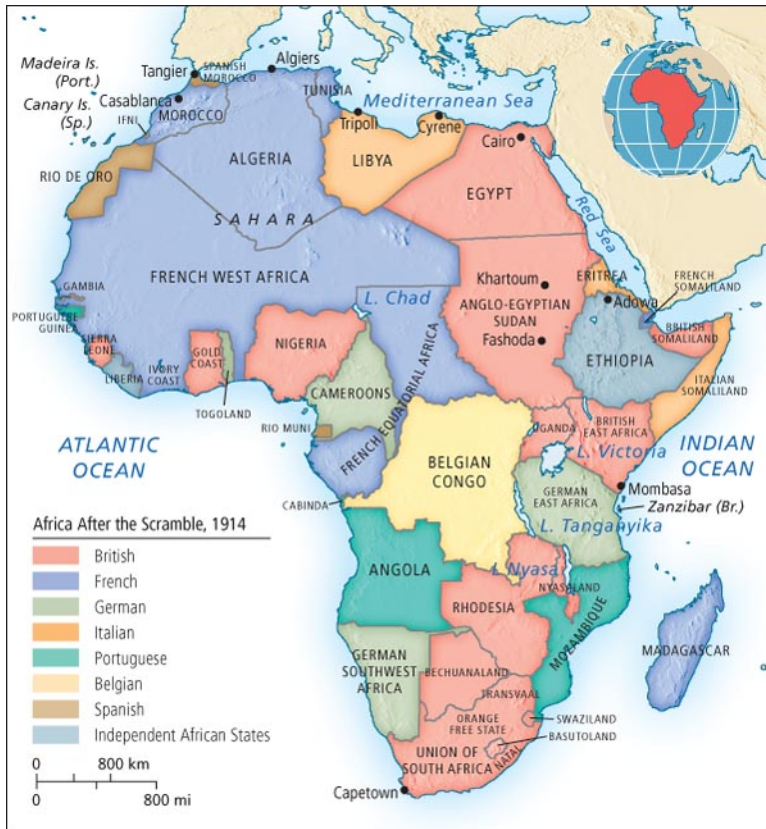 Madeira Is.
(Port.)
Canary Is.
(Sp.)
Tangier
SPANISH
MOROCCO
Algiers
Casablanca
IFNI
MOROCCO
TUNISIA
Mediterranean Sea
Tripoli
Cyrene
Cairo
ALGERIA
LIBYA
EGYPT
RIO DE ORO
SAHARA
Red Sea
FRENCH WEST AFRICA
GAMBIA
PORTUGUESE
GUINEA
SIERRA
LEONE
LIBERIA
IVORY
COAST
GOLD
COAST
TOGOLAND
NIGERIA
L. Chad
Khartoum
ANGLO-EGYPTIAN
SUDAN
Fashoda
ERITREA
Adowa
FRENCH
SOMALILAND
BRITISH
SOMALILAND
ETHIOPIA
ITALIAN
SOMALILAND
CAMEROONS
FRENCH EQUATORIAL AFRICA
RIO MUNI
ATLANTIC
OCEAN
BELGIAN
CONGO
UGANDA
BRITISH
EAST AFRICA
L. Victoria
INDIAN
OCEAN
CABINDA
GERMAN
EAST AFRICA
Mombasa
Zanzibar (Br.)
L. Tanganyika
ANGOLA
L. Nyasa
NYASALAND
RHODESIA
MOZAMBIQUE
MADAGASCAR
GERMAN
SOUTHWEST
AFRICA
BECHUANALAND
TRANSVAAL
ORANGE
FREE STATE
SWAZILAND
BASUTOLAND
UNION OF
SOUTH AFRICA
NATAL
Capetown
Africa After the Scramble, 1914
British
French
German
Italian
Portuguese
Belgian
Spanish
Independent African States
0 800 km
0 800 mi